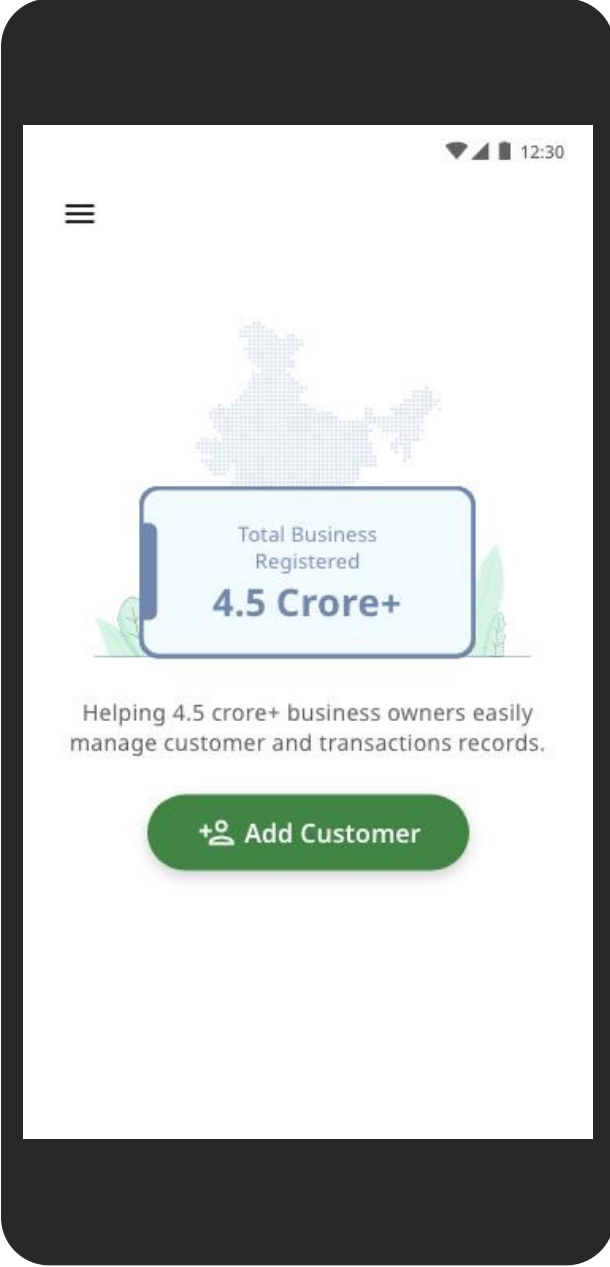 12:30
Total Business
Registered
4.5 Crore+
Helping 4.5 crore+ business owners easily
manage customer and transactions records.
Add Customer